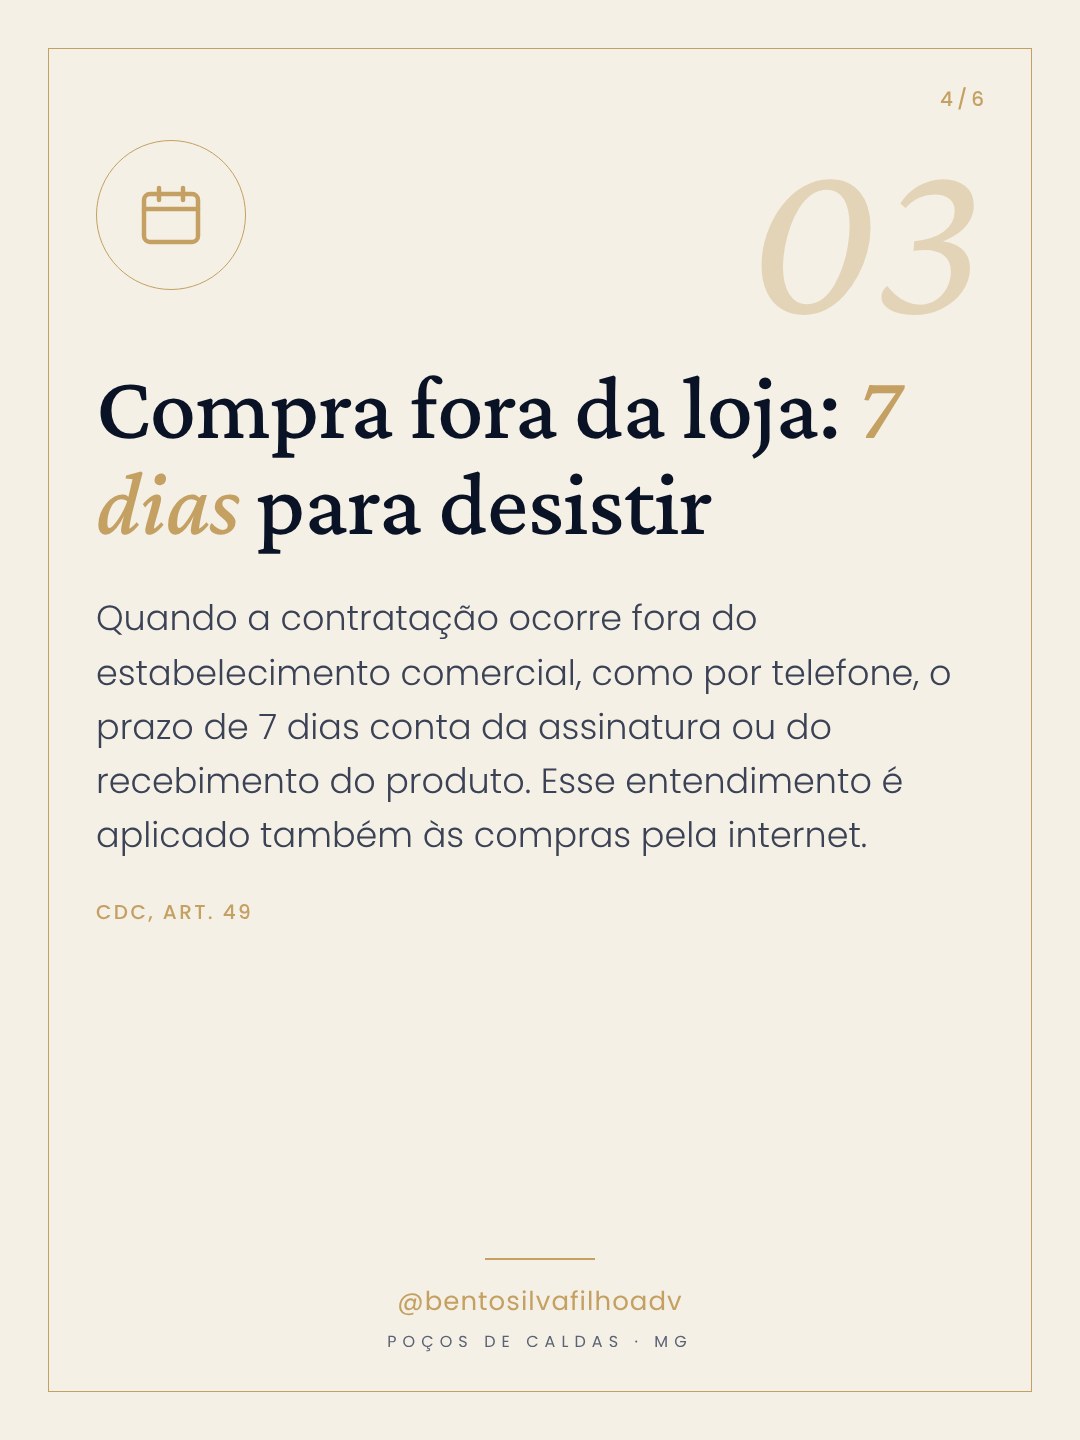 4/6
03
Compra fora da loja: 7
dias para desistir
Quando a contratação ocorre fora do
estabelecimento comercial, como por telefone, o
prazo de 7 dias conta da assinatura ou do
recebimento do produto. Esse entendimento é
aplicado também às compras pela internet.
CDC, ART. 49
@bentosilvafilhoadv
POÇOS DE CALDAS · MG